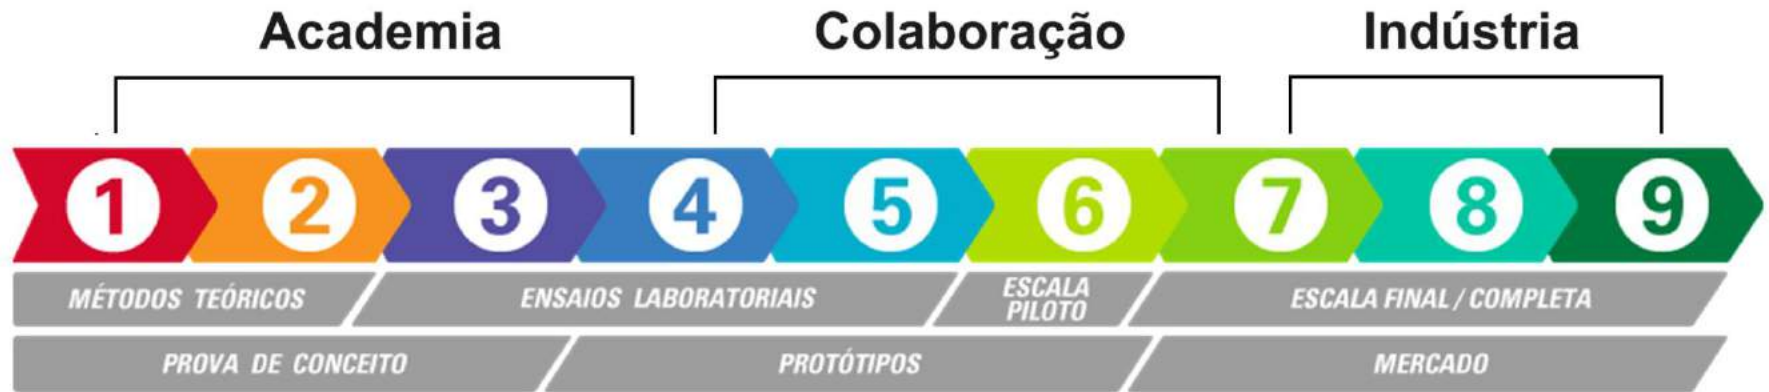 Academia Colaboração Indústria
1 2 3 4 5 6 7 8 9
MÉTODOS TEÓRICOS
ENSAIOS LABORATORIAIS
ESCALA
PILOTO
ESCALA FINAL / COMPLETA
PROVA DE CONCEITO
PROTÓTIPOS
MERCADO